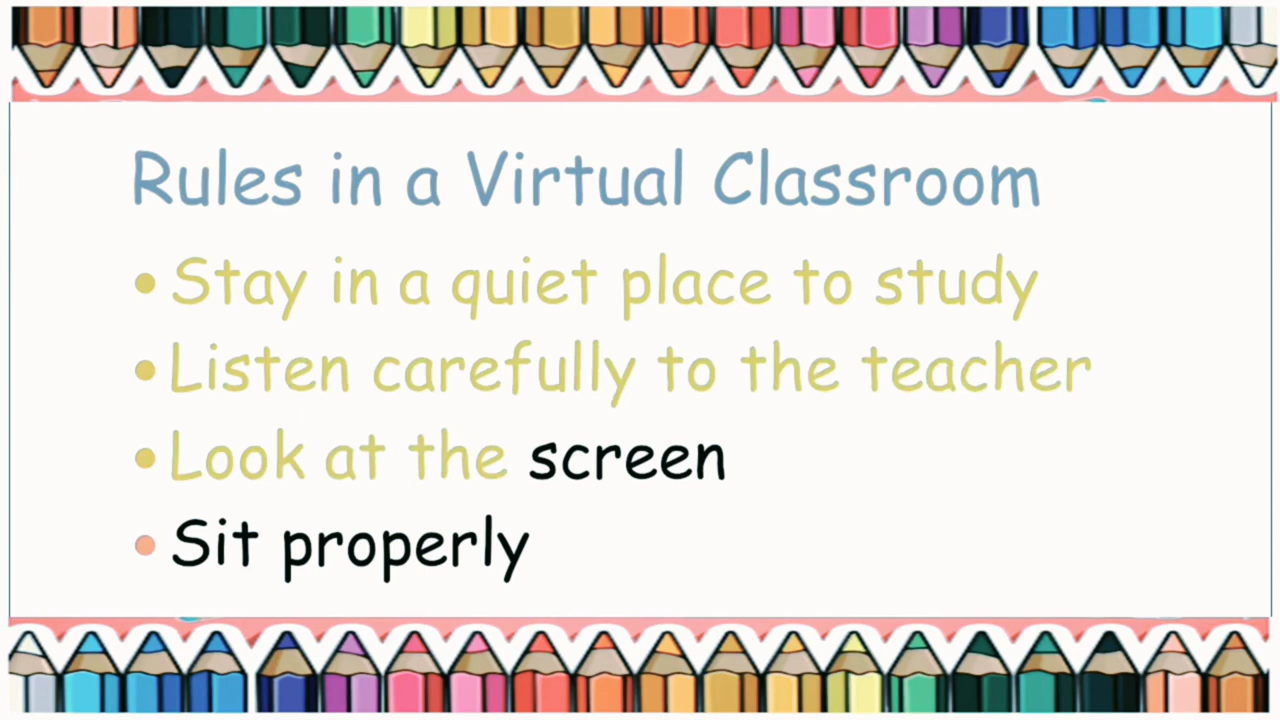 Rules in a Virtual Classroom
• Stay in a quiet place to study
• Listen carefully to the teacher
• Look at the screen
• Sit properly